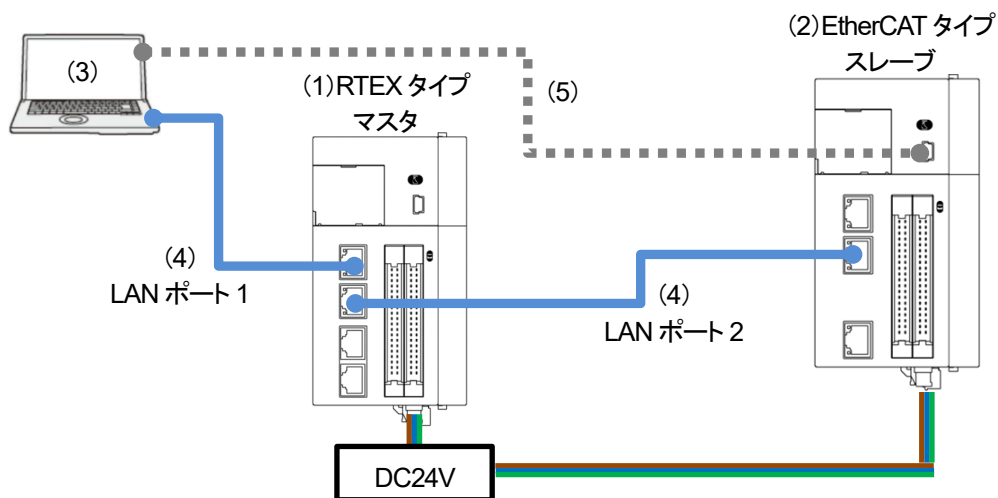 (2)EtherCAT タイプ
スレーブ
(3)
(1)RTEX タイプ
マスタ
(5)
(4)
LAN ポート 1
(4)
LAN ポート 2
DC24V